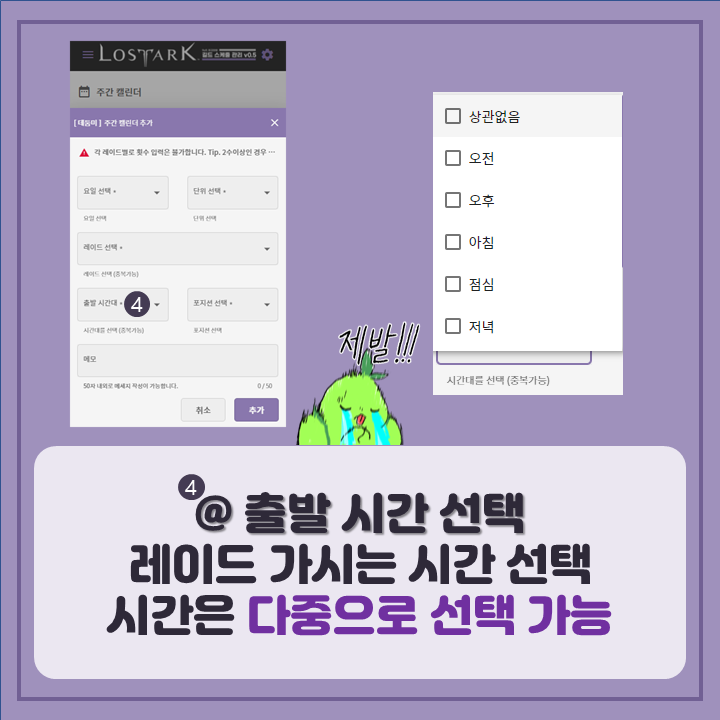 LOSTARK 길드 스케줄 관리 v0.5
주간 캘린더
[ 태둠이 ] 주간 캘린더 추가
각 레이드별로 횟수 입력은 불가합니다. Tip. 2수이상인 경우 ···
요일 선택 *
단위 선택 *
요일 선택
단위 선택
레이드 선택 *
레이드 선택 (중복가능)
출발 시간대 4
포지션 선택 *
시간대를 선택 (중복가능)
포지션 선택
메모
50자 내외로 메세지 작성이 가능합니다.
0 / 50
취소
추가
상관없음
오전
오후
아침
점심
저녁
시간대를 선택 (중복가능)
제발!!!
4
@ 출발 시간 선택
레이드 가시는 시간 선택
시간은 다중으로 선택 가능